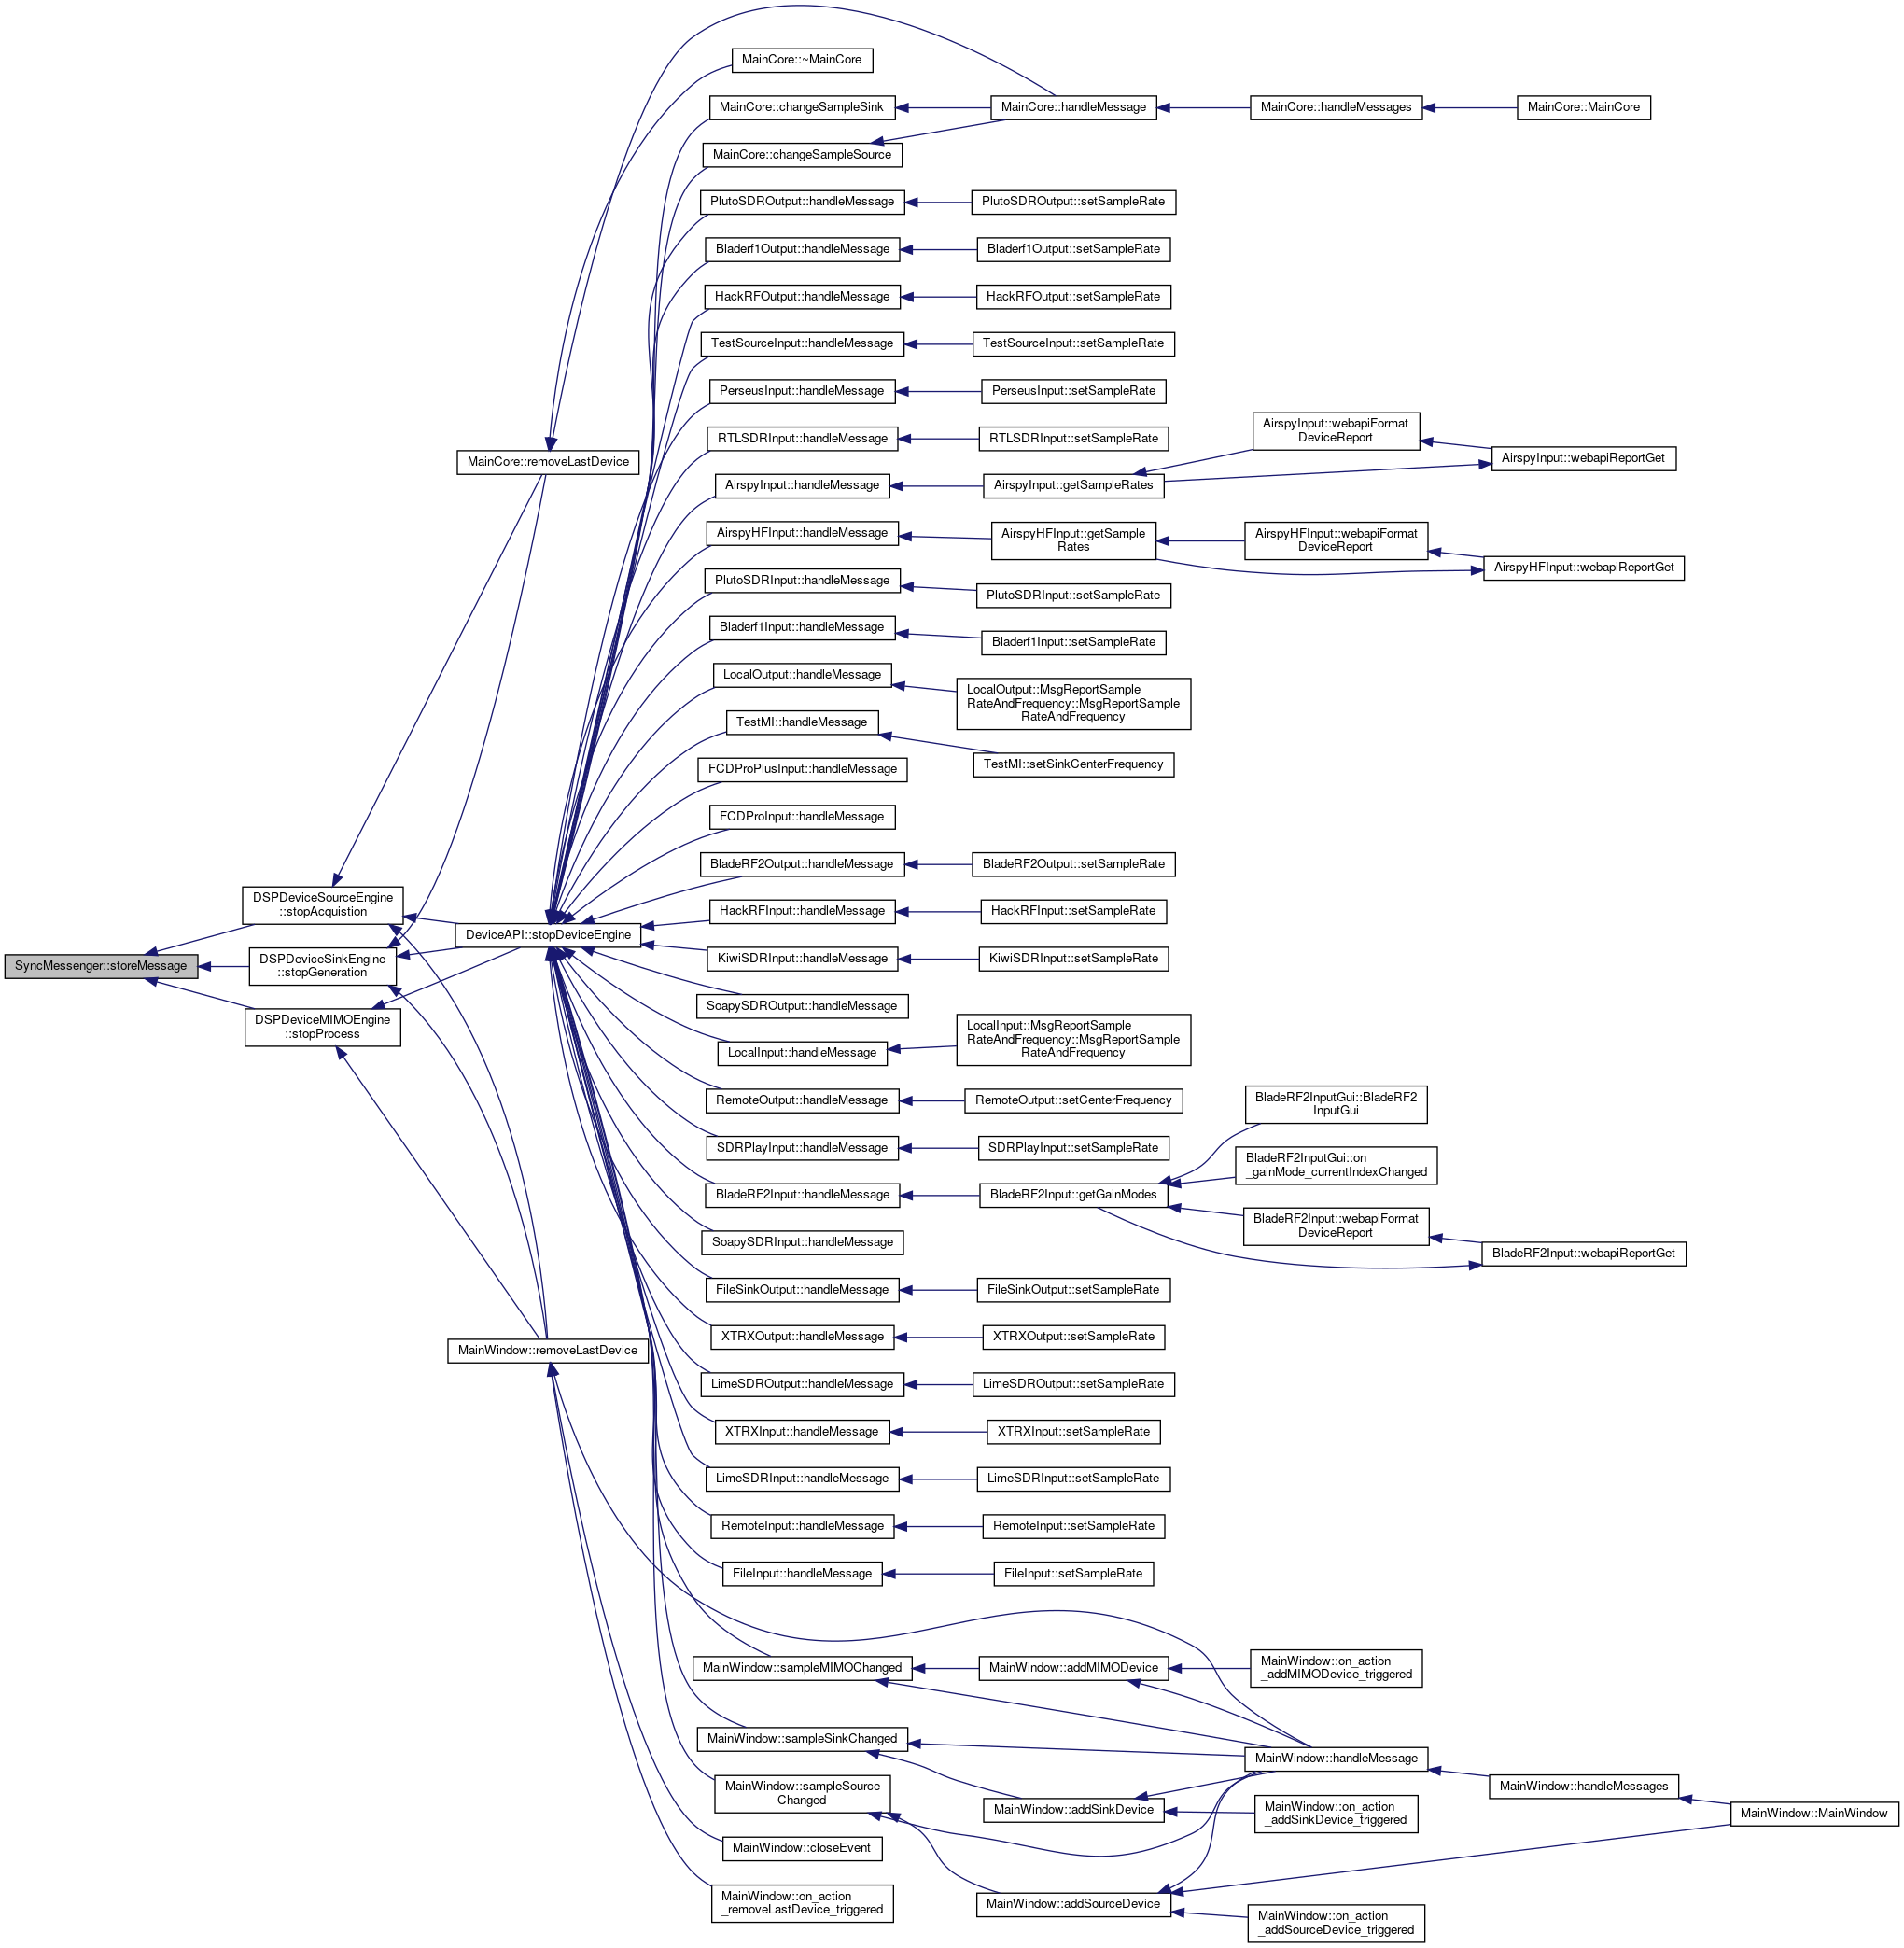 MainCore::~MainCore
MainCore::changeSampleSink
MainCore::handleMessage
MainCore::handleMessages
MainCore::MainCore
MainCore::changeSampleSource
PlutoSDROutput::handleMessage
PlutoSDROutput::setSampleRate
Bladerf1Output::handleMessage
Bladerf1Output::setSampleRate
HackRFOutput::handleMessage
HackRFOutput::setSampleRate
TestSourceInput::handleMessage
TestSourceInput::setSampleRate
PerseusInput::handleMessage
PerseusInput::setSampleRate
RTLSDRInput::handleMessage
RTLSDRInput::setSampleRate
AirspyInput::webapiFormat
DeviceReport
AirspyInput::webapiReportGet
MainCore::removeLastDevice
AirspyInput::handleMessage
AirspyInput::getSampleRates
AirspyHFInput::handleMessage
AirspyHFInput::getSample
Rates
AirspyHFInput::webapiFormat
DeviceReport
AirspyHFInput::webapiReportGet
PlutoSDRInput::handleMessage
PlutoSDRInput::setSampleRate
Bladerf1Input::handleMessage
Bladerf1Input::setSampleRate
LocalOutput::handleMessage
LocalOutput::MsgReportSample
RateAndFrequency::MsgReportSample
RateAndFrequency
TestMI::handleMessage
TestMI::setSinkCenterFrequency
FCDProPlusInput::handleMessage
FCDProInput::handleMessage
BladeRF2Output::handleMessage
BladeRF2Output::setSampleRate
DSPDeviceSourceEngine
::stopAcquistion
HackRFInput::handleMessage
HackRFInput::setSampleRate
DeviceAPI::stopDeviceEngine
SyncMessenger::storeMessage
DSPDeviceSinkEngine
::stopGeneration
KiwiSDRInput::handleMessage
KiwiSDRInput::setSampleRate
SoapySDROutput::handleMessage
DSPDeviceMIMOEngine
::stopProcess
LocalInput::handleMessage
LocalInput::MsgReportSample
RateAndFrequency::MsgReportSample
RateAndFrequency
RemoteOutput::handleMessage
RemoteOutput::setCenterFrequency
BladeRF2InputGui::BladeRF2
InputGui
SDRPlayInput::handleMessage
SDRPlayInput::setSampleRate
BladeRF2InputGui::on
_gainMode_currentIndexChanged
BladeRF2Input::handleMessage
BladeRF2Input::getGainModes
BladeRF2Input::webapiFormat
DeviceReport
BladeRF2Input::webapiReportGet
SoapySDRInput::handleMessage
FileSinkOutput::handleMessage
FileSinkOutput::setSampleRate
XTRXOutput::handleMessage
XTRXOutput::setSampleRate
MainWindow::removeLastDevice
LimeSDROutput::handleMessage
LimeSDROutput::setSampleRate
XTRXInput::handleMessage
XTRXInput::setSampleRate
LimeSDRInput::handleMessage
LimeSDRInput::setSampleRate
RemoteInput::handleMessage
RemoteInput::setSampleRate
FileInput::handleMessage
FileInput::setSampleRate
MainWindow::sampleMIMOChanged
MainWindow::addMIMODevice
MainWindow::on_action
_addMIMODevice_triggered
MainWindow::sampleSinkChanged
MainWindow::handleMessage
MainWindow::handleMessages
MainWindow::sampleSource
Changed
MainWindow::addSinkDevice
MainWindow::on_action
_addSinkDevice_triggered
MainWindow::MainWindow
MainWindow::closeEvent
MainWindow::on_action
_removeLastDevice_triggered
MainWindow::addSourceDevice
MainWindow::on_action
_addSourceDevice_triggered